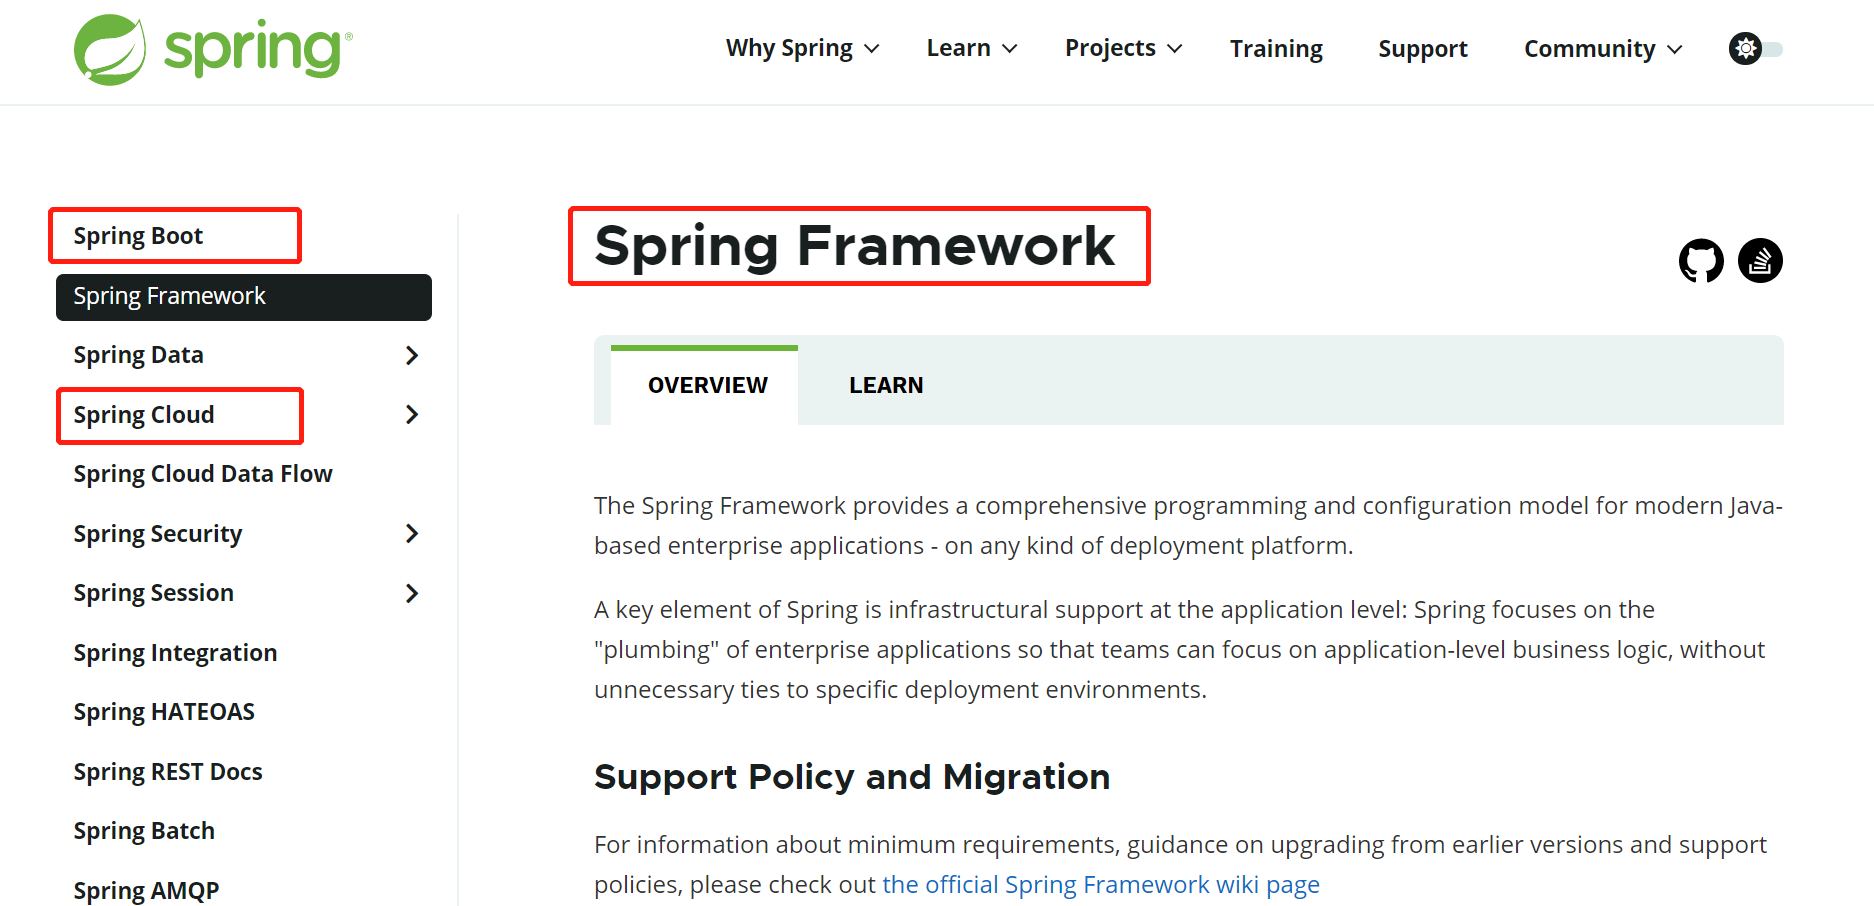 spring®
Why Spring
Learn
Projects
Training
Support
Community
Spring Boot
Spring Framework
Spring Data
Spring Cloud
Spring Cloud Data Flow
Spring Security
Spring Session
Spring Integration
Spring HATEOAS
Spring REST Docs
Spring Batch
Spring AMQP
Spring Framework
OVERVIEW
LEARN
The Spring Framework provides a comprehensive programming and configuration model for modern Java-
based enterprise applications - on any kind of deployment platform.
A key element of Spring is infrastructural support at the application level: Spring focuses on the
"plumbing" of enterprise applications so that teams can focus on application-level business logic, without
unnecessary ties to specific deployment environments.
Support Policy and Migration
For information about minimum requirements, guidance on upgrading from earlier versions and support
policies, please check out the official Spring Framework wiki page